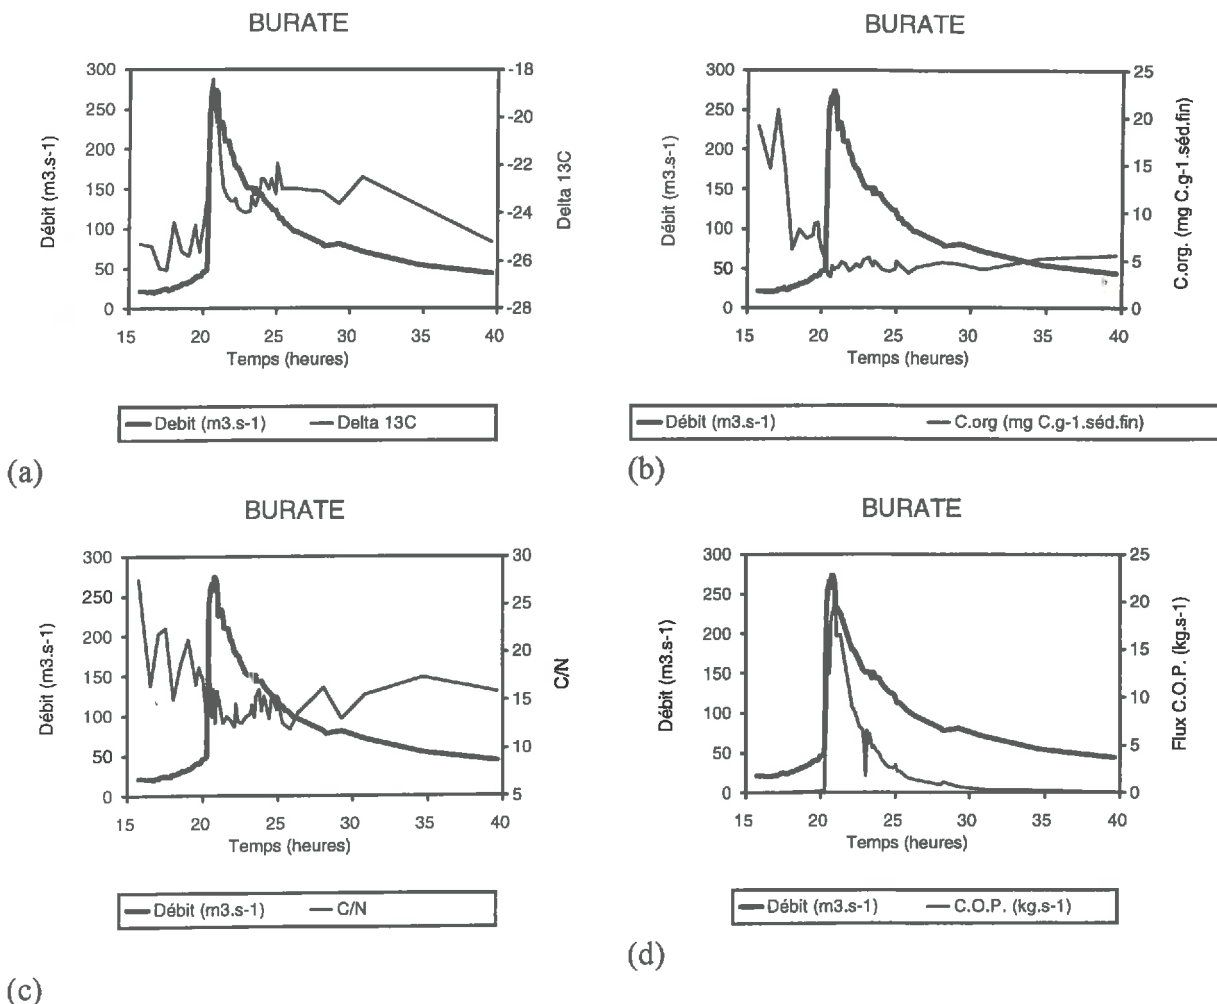 BURATE
300
250
200
150
100
50
0
Débit (m3.s-1)
-18
-20
-22
-24
-26
-28
Delta 13C
15 20 25 30 35 40
Temps (heures)
Debit (m3.s-1) Delta 13C
(a)
BURATE
300
250
200
150
100
50
0
Débit (m3.s-1)
25
20
15
10
5
0
C.org. (mg C.g-1.séd.fin)
15 20 25 30 35 40
Temps (heures)
Débit (m3.s-1) C.org (mg C.g-1.séd.fin)
(b)
BURATE
300
250
200
150
100
50
0
Débit (m3.s-1)
30
25
20
15
10
5
C/N
15 20 25 30 35 40
Temps (heures)
Débit (m3.s-1) C/N
(c)
BURATE
300
250
200
150
100
50
0
Débit (m3.s-1)
25
20
15
10
5
0
Flux C.O.P. (kg.s-1)
15 20 25 30 35 40
Temps (heures)
Débit (m3.s-1) C.O.P. (kg.s-1)
(d)